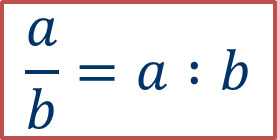 a/b = a : b